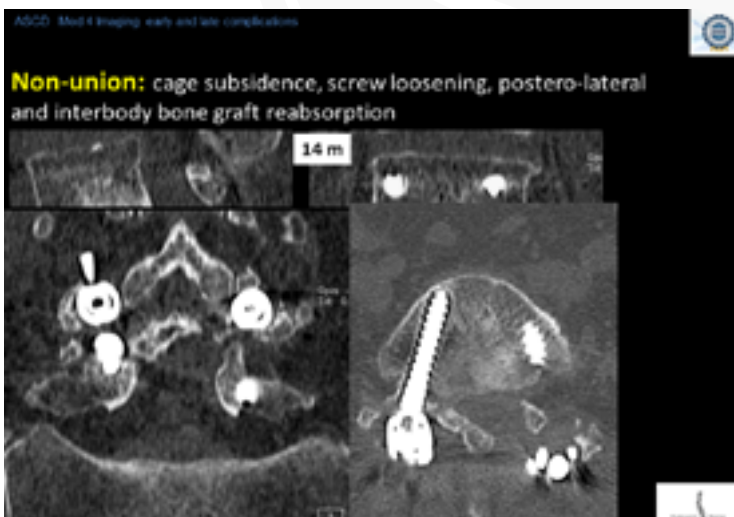 ASCD Med 4 Imaging: early and late complications
Non-union: cage subsidence, screw loosening, postero-lateral
and interbody bone graft reabsorption
14 m